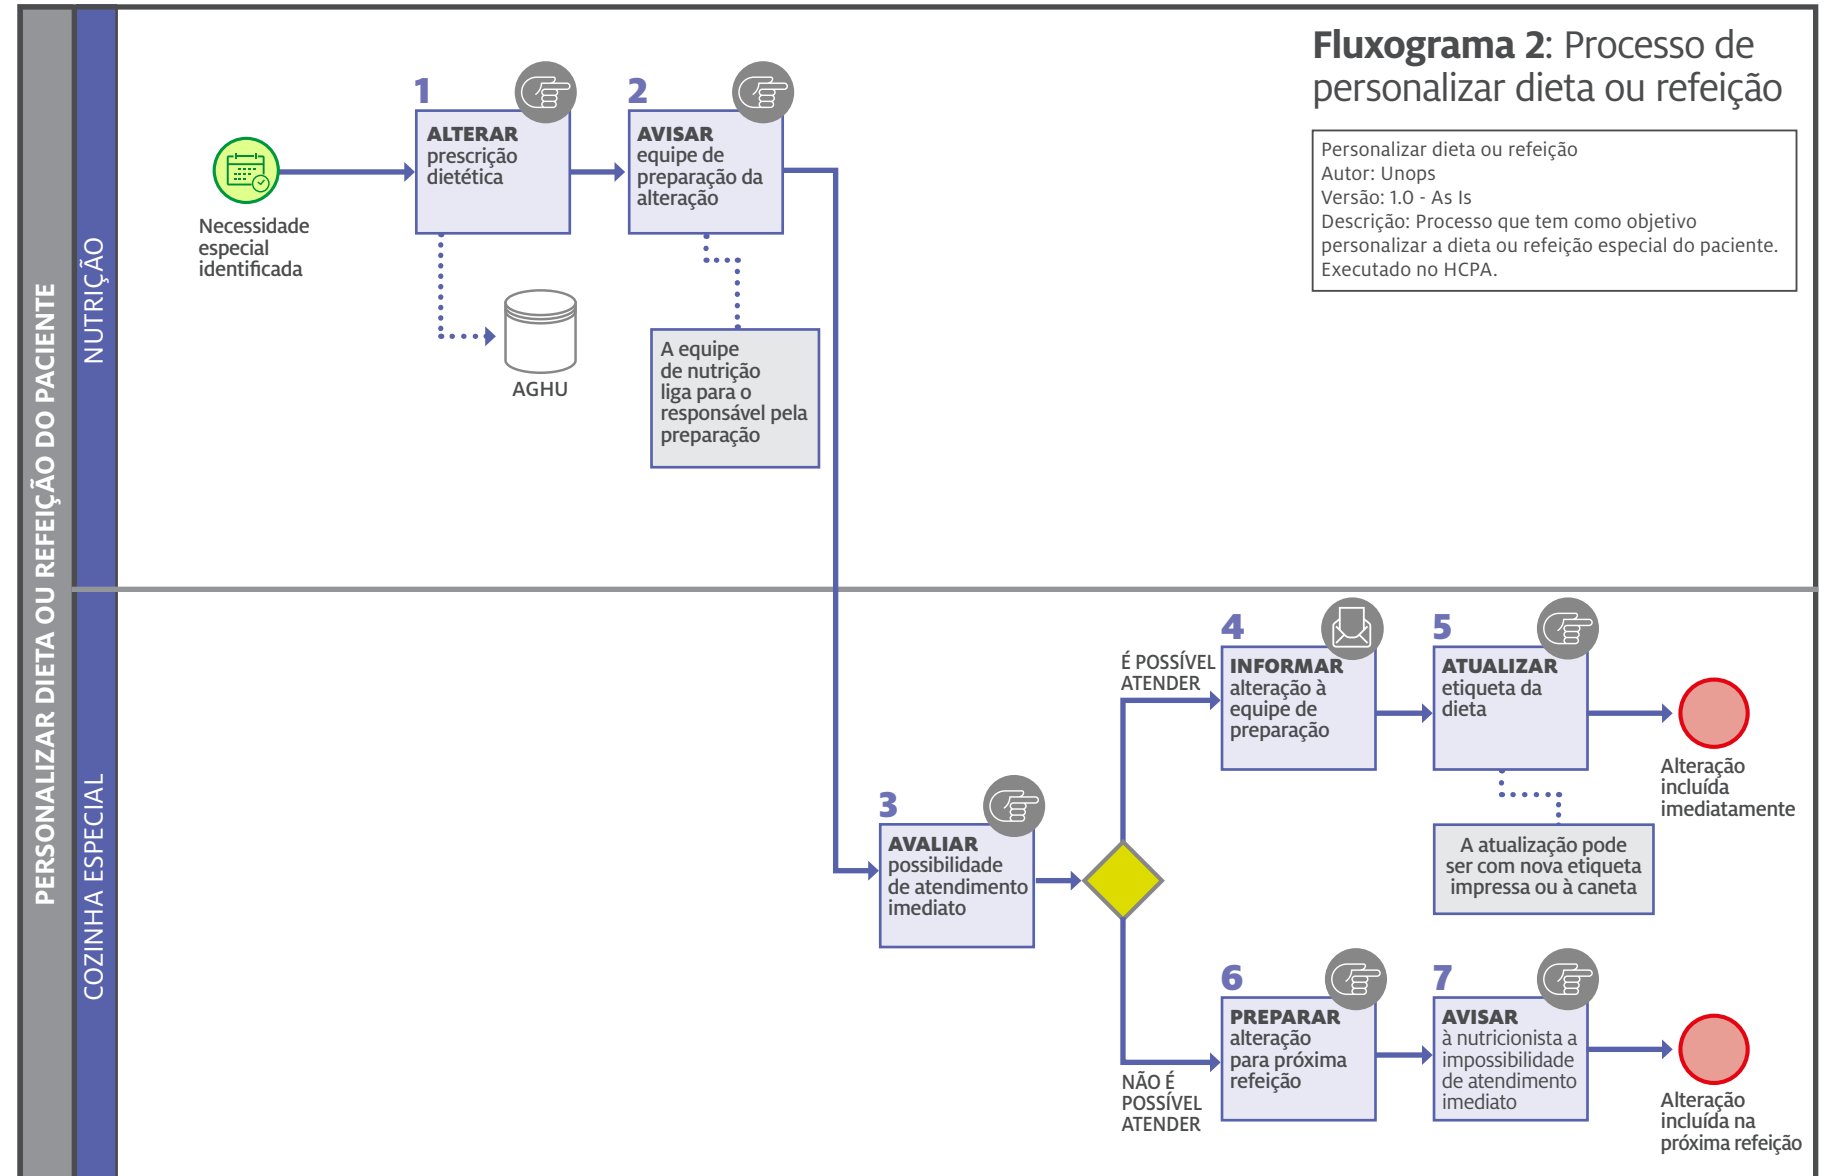 Fluxograma 2: Processo de
personalizar dieta ou refeição
Personalizar dieta ou refeição
Autor: Unops
Versão: 1.0 - As Is
Descrição: Processo que tem como objetivo
personalizar a dieta ou refeição especial do paciente.
Executado no HCPA.
PERSONALIZAR DIETA OU REFEIÇÃO DO PACIENTE
NUTRIÇÃO
Necessidade
especial
identificada
1
ALTERAR
prescrição
dietética
AGHU
2
AVISAR
equipe de
preparação da
alteração
A equipe
de nutrição
liga para o
responsável pela
preparação
COZINHA ESPECIAL
3
AVALIAR
possibilidade
de atendimento
imediato
É POSSÍVEL
ATENDER
4
INFORMAR
alteração à
equipe de
preparação
5
ATUALIZAR
etiqueta da
dieta
A atualização pode
ser com nova etiqueta
impressa ou à caneta
Alteração
incluída
imediatamente
NÃO É
POSSÍVEL
ATENDER
6
PREPARAR
alteração
para próxima
refeição
7
AVISAR
à nutricionista a
impossibilidade
de atendimento
imediato
Alteração
incluída na
próxima refeição